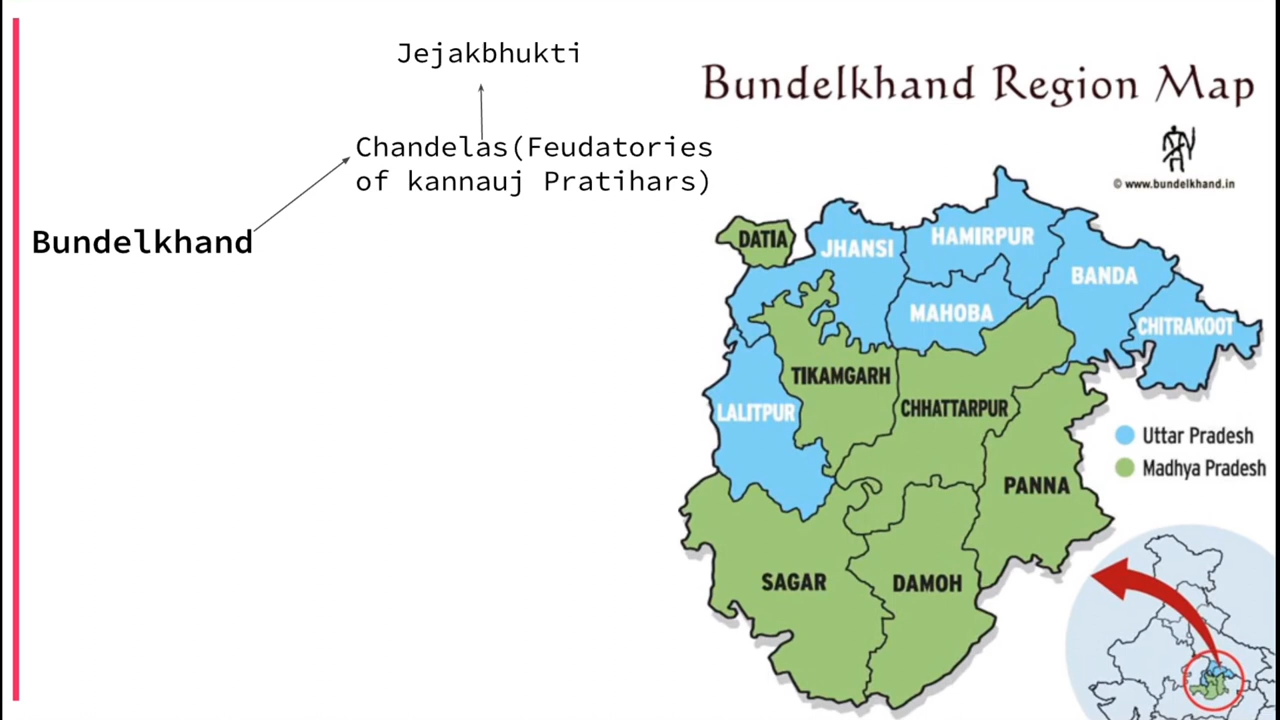 Jejakbhukti
Chandelas(Feudatories
of kannauj Pratihars)
Bundelkhand
Bundelkhand Region Map
© www.bundelkhand.in
DATIA
JHANSI
HAMIRPUR
BANDA
MAHOBA
CHITRAKOOT
TIKAMGARH
LALITPUR
CHHATTARPUR
Uttar Pradesh
Madhya Pradesh
PANNA
SAGAR
DAMOH